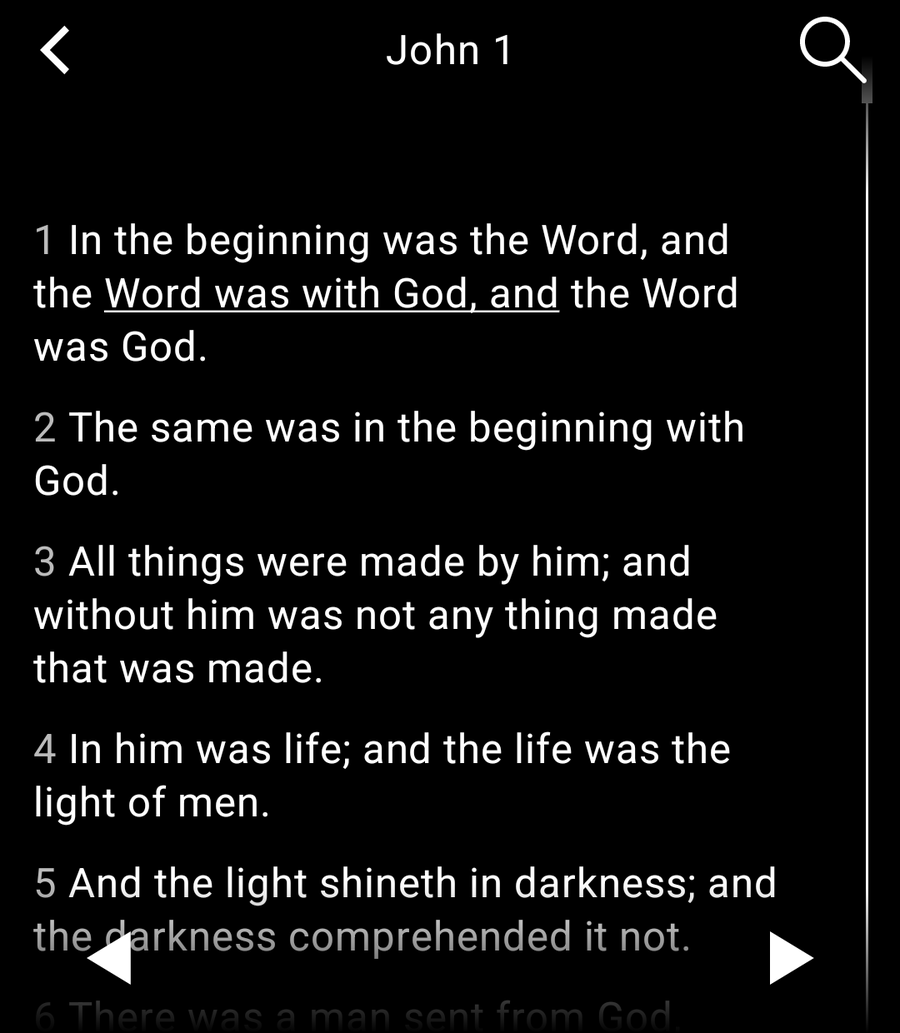 John 1
1 In the beginning was the Word, and
the Word was with God, and the Word
was God.
2 The same was in the beginning with
God.
3 All things were made by him; and
without him was not any thing made
that was made.
4 In him was life; and the life was the
light of men.
5 And the light shineth in darkness; and
the darkness comprehended it not.
6 There was a man sent from God,